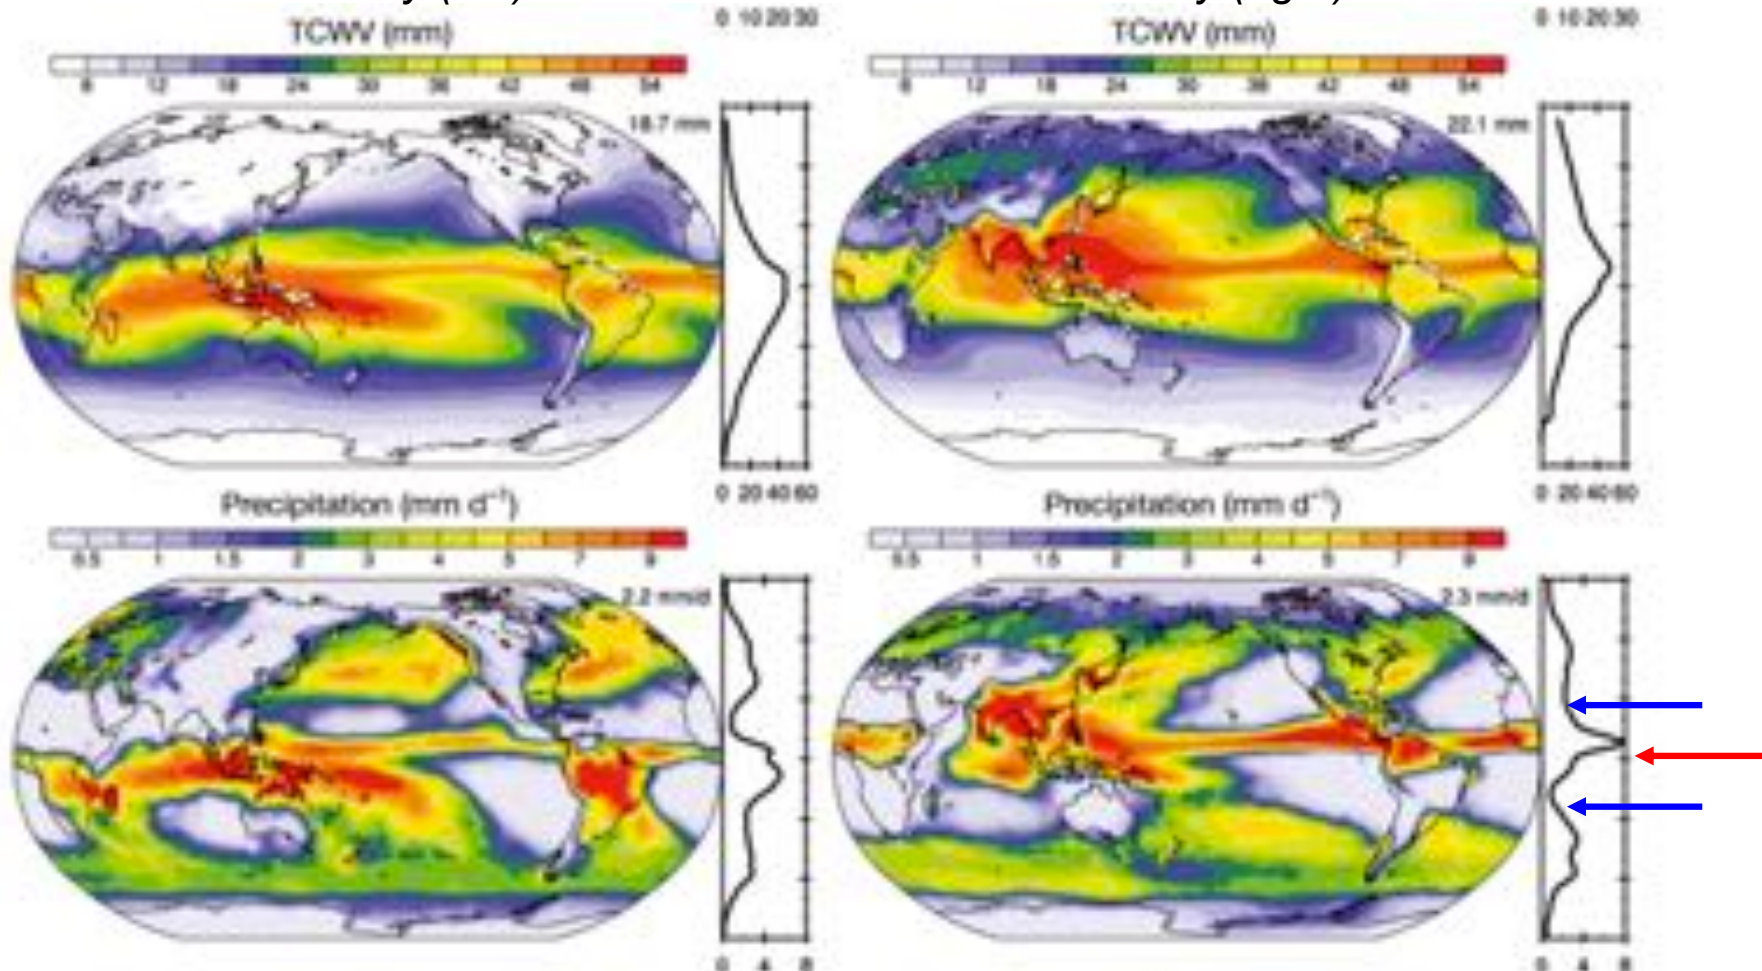 0 10 20 30
0 10 20 30
TCWV (mm)
TCWV (mm)
6 12 18 24 30 36 42 48 54
6 12 18 24 30 36 42 48 54
18.7 mm
22.1 mm
0 20 40 60
0 20 40 60
Precipitation (mm d⁻¹)
Precipitation (mm d⁻¹)
0.5 1 1.5 2 3 4 5 7 9
0.5 1 1.5 2 3 4 5 7 9
2.2 mm/d
2.3 mm/d
0 4 8
0 4 8